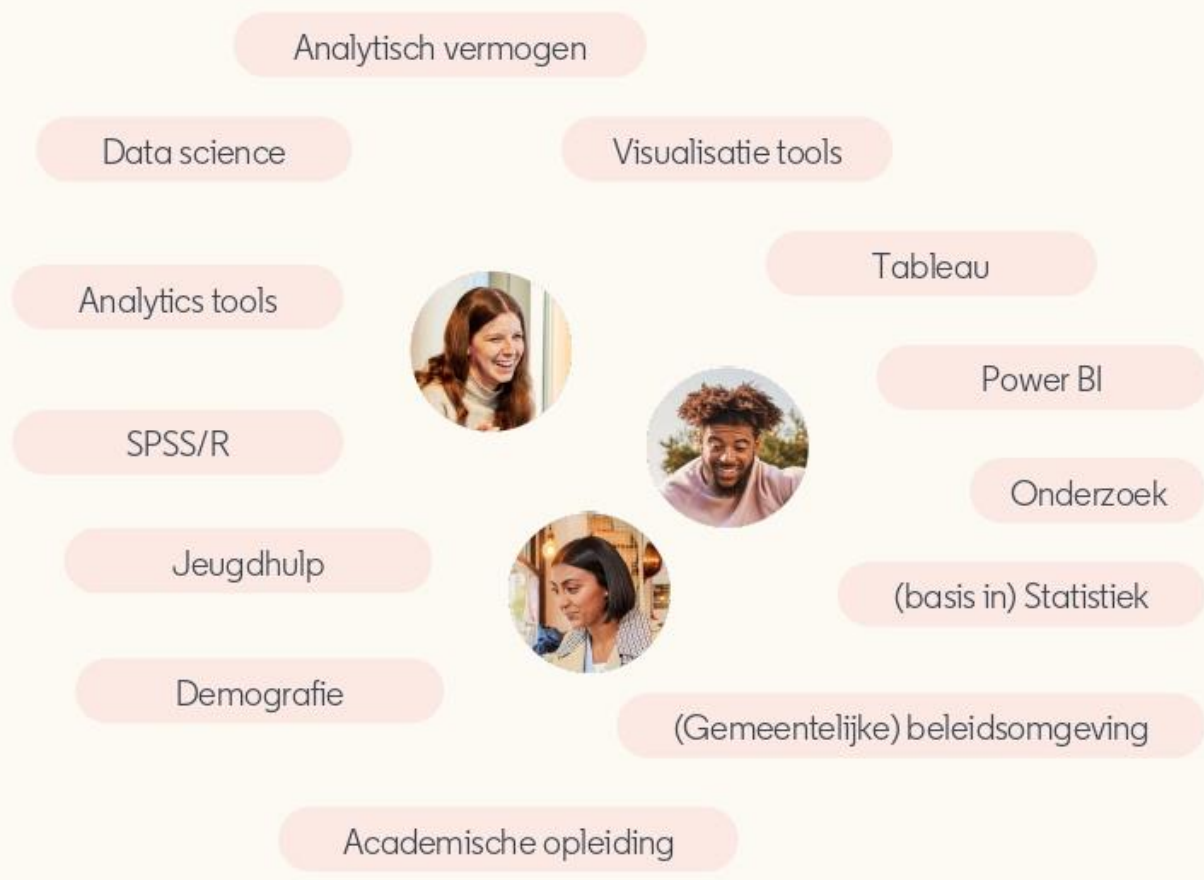 Analytisch vermogen
Data science
Visualisatie tools
Tableau
Analytics tools
Power BI
SPSS/R
Onderzoek
Jeugdhulp
(basis in) Statistiek
Demografie
(Gemeentelijke) beleidsomgeving
Academische opleiding